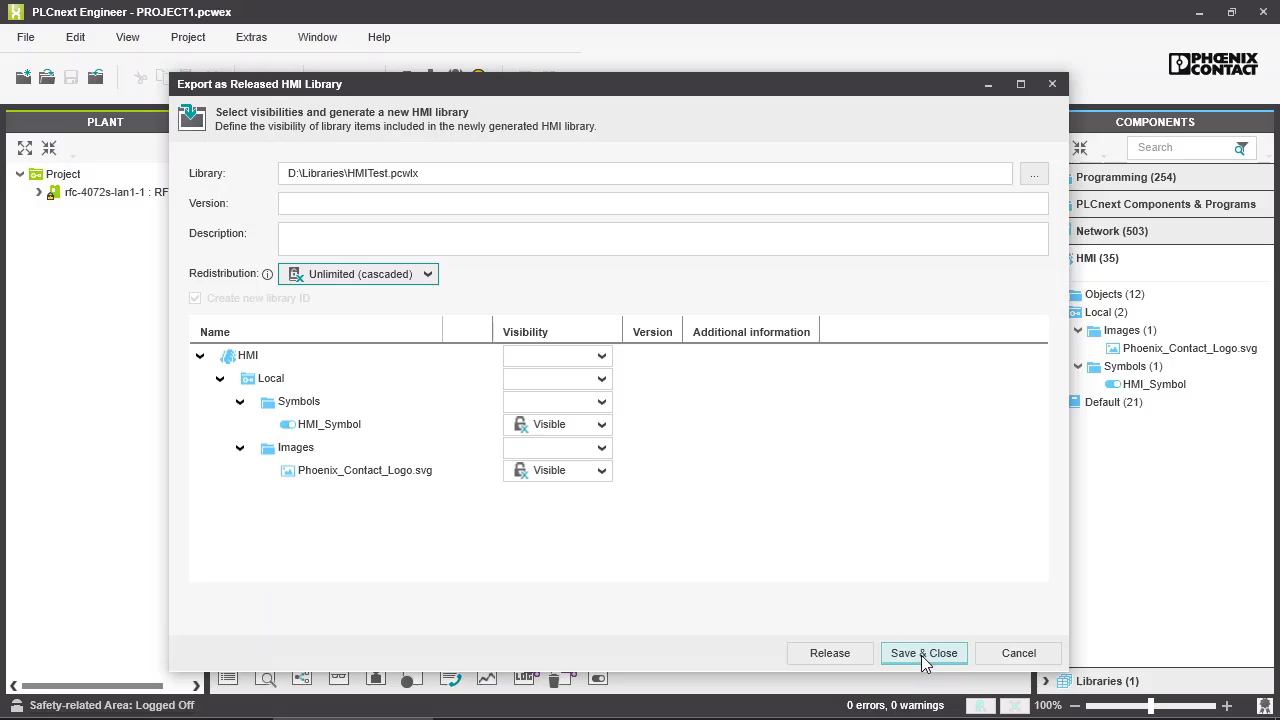 PLCnext Engineer - PROJECT1.pcwex
File Edit View Project Extras Window Help
PHOENIX CONTACT
Export as Released HMI Library
Select visibilities and generate a new HMI library
Define the visibility of library items included in the newly generated HMI library.
PLANT
Project
rfc-4072s-lan1-1 : RF
Library: D:\Libraries\HMITest.pcwlx ...
Version:
Description:
Redistribution: Unlimited (cascaded)
Create new library ID
Name Visibility Version Additional information
HMI
Local
Symbols
HMI_Symbol Visible
Images
Phoenix_Contact_Logo.svg Visible
Release Save & Close Cancel
COMPONENTS
Search
Programming (254)
PLCnext Components & Programs
Network (503)
HMI (35)
Objects (12)
Local (2)
Images (1)
Phoenix_Contact_Logo.svg
Symbols (1)
HMI_Symbol
Default (21)
Libraries (1)
LOG
Safety-related Area: Logged Off
0 errors, 0 warnings
100%